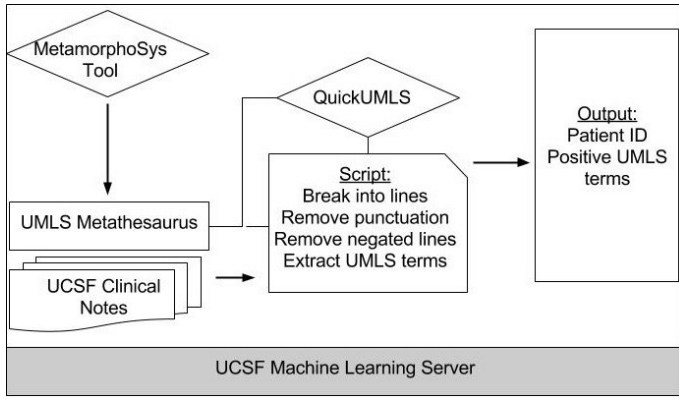 MetamorphoSys
Tool
QuickUMLS
Output:
Patient ID
Positive UMLS
terms
Script:
Break into lines
Remove punctuation
Remove negated lines
Extract UMLS terms
UMLS Metathesaurus
UCSF Clinical
Notes
UCSF Machine Learning Server